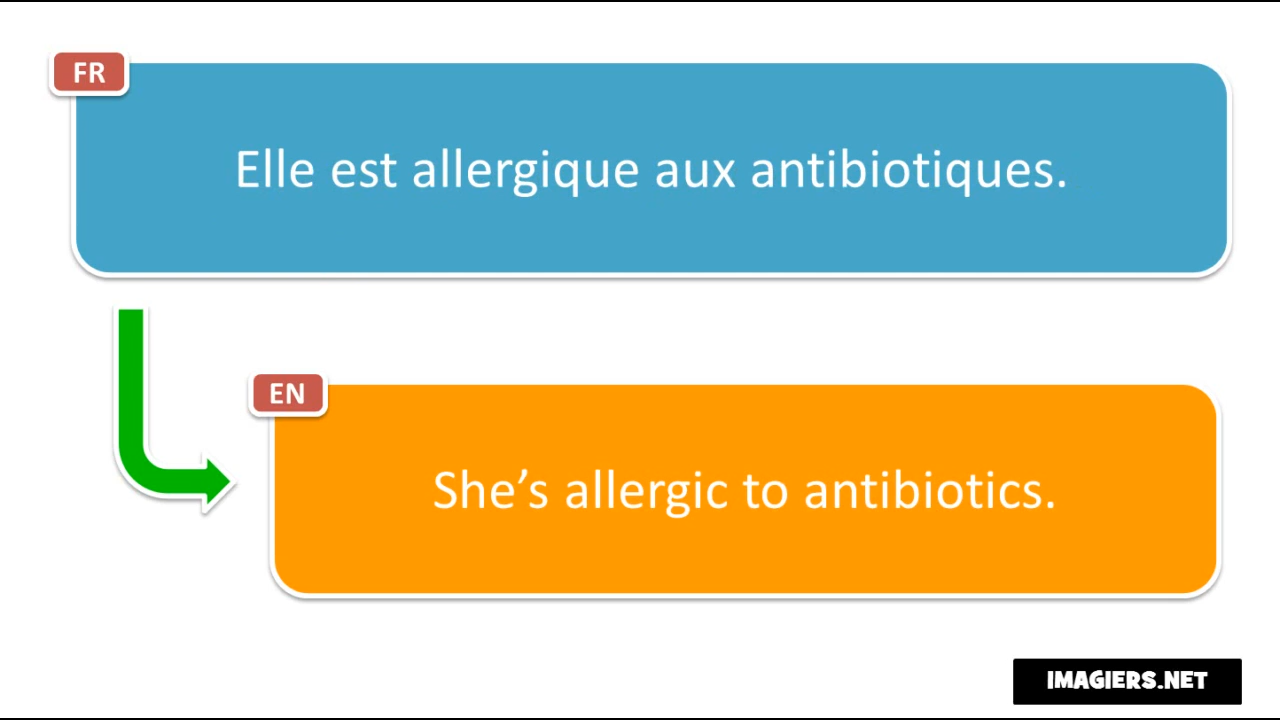 FR
Elle est allergique aux antibiotiques.
EN
She’s allergic to antibiotics.
IMAGIERS.NET